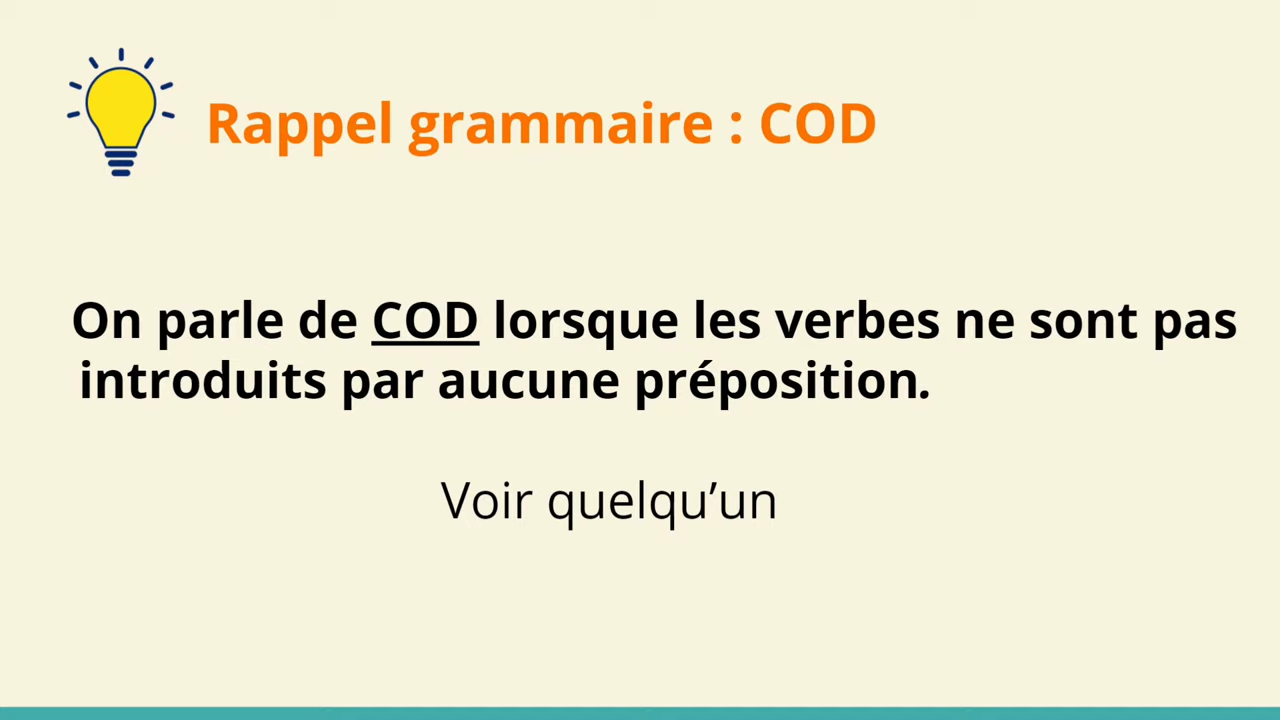 Rappel grammaire : COD
On parle de COD lorsque les verbes ne sont pas
introduits par aucune préposition.
Voir quelqu’un